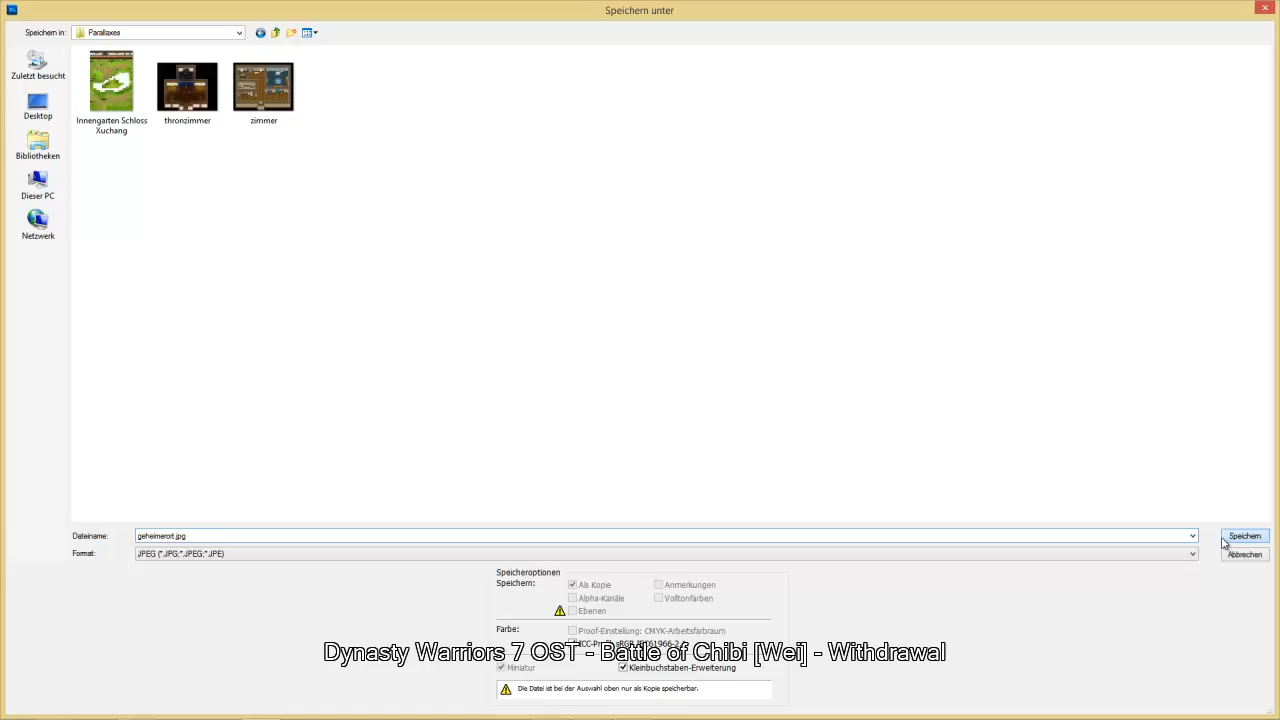 Speichern unter
Speichern in:
Parallaxes
Zuletzt besucht
Desktop
Bibliotheken
Dieser PC
Netzwerk
Innengarten Schloss
Xuchang
thronzimmer
zimmer
Dateiname:
geheimerort.jpg
Speichern
Format:
JPEG (*.JPG;*.JPEG;*.JPE)
Abbrechen
Speicheroptionen
Speichern:
Als Kopie
Anmerkungen
Alpha-Kanäle
Volltonfarben
Ebenen
Farbe:
Proof-Einstellung: CMYK-Arbeitsfarbraum
Dynasty Warriors 7 OST - Battle of Chibi [Wei] - Withdrawal
Miniatur
Kleinbuchstaben-Erweiterung
Die Datei ist bei der Auswahl oben nur als Kopie speicherbar.